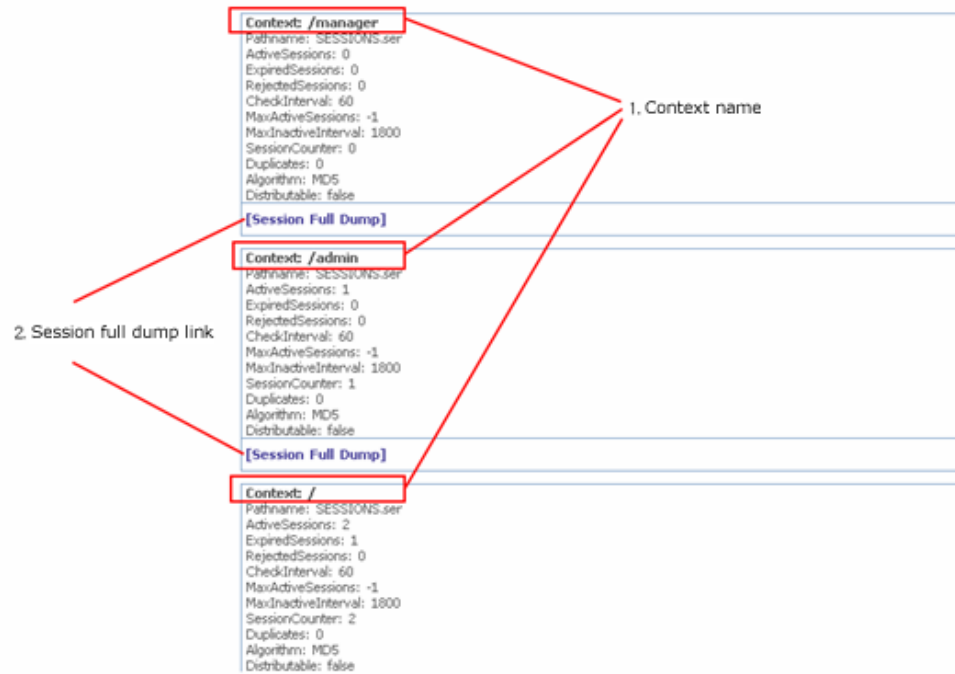 Context: /manager
Pathname: SESSIONS.ser
ActiveSessions: 0
ExpiredSessions: 0
RejectedSessions: 0
CheckInterval: 60
MaxActiveSessions: -1
MaxInactiveInterval: 1800
SessionCounter: 0
Duplicates: 0
Algorithm: MD5
Distributable: false
[Session Full Dump]
1. Context name
Context: /admin
Pathname: SESSIONS.ser
ActiveSessions: 1
ExpiredSessions: 0
RejectedSessions: 0
CheckInterval: 60
MaxActiveSessions: -1
MaxInactiveInterval: 1800
SessionCounter: 1
Duplicates: 0
Algorithm: MD5
Distributable: false
[Session Full Dump]
2. Session full dump link
Context: /
Pathname: SESSIONS.ser
ActiveSessions: 2
ExpiredSessions: 1
RejectedSessions: 0
CheckInterval: 60
MaxActiveSessions: -1
MaxInactiveInterval: 1800
SessionCounter: 2
Duplicates: 0
Algorithm: MD5
Distributable: false